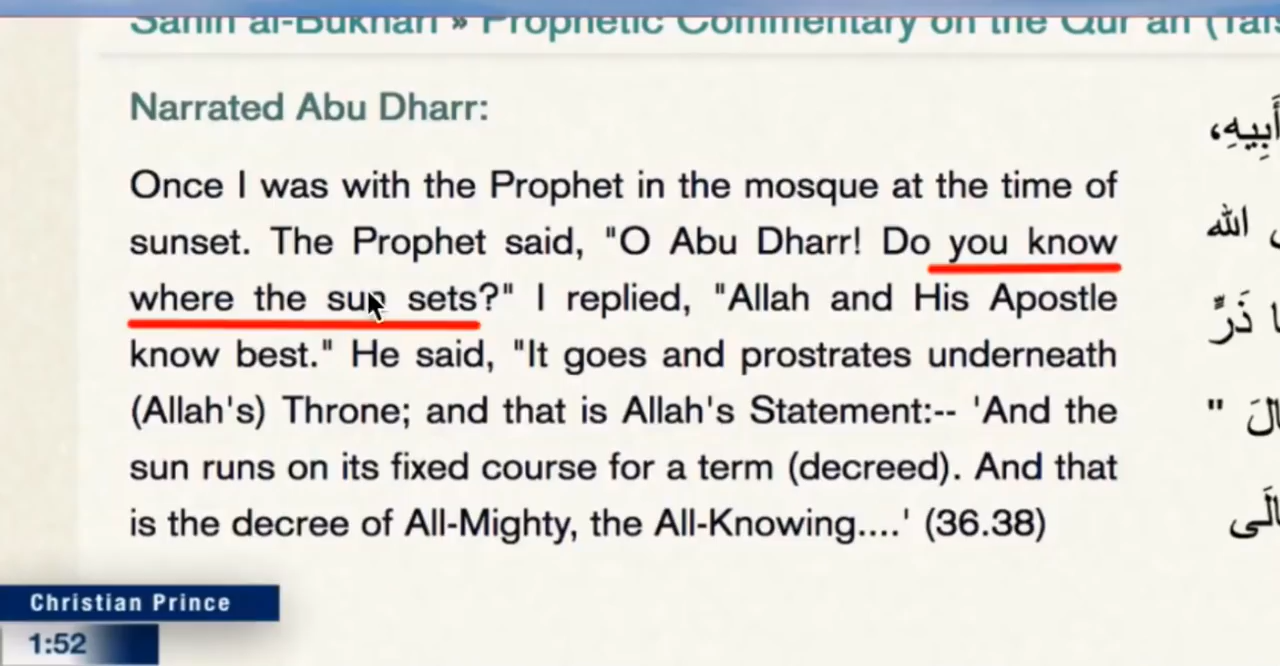 Sahih al-Bukhari » Prophetic Commentary on the Qur'an (Tafs
Narrated Abu Dharr:
Once I was with the Prophet in the mosque at the time of
sunset. The Prophet said, "O Abu Dharr! Do you know
where the sun sets?" I replied, "Allah and His Apostle
know best." He said, "It goes and prostrates underneath
(Allah's) Throne; and that is Allah's Statement:-- 'And the
sun runs on its fixed course for a term (decreed). And that
is the decree of All-Mighty, the All-Knowing....' (36.38)
أَبِيهِ،
الله
ذَرٍّ
"
Christian Prince
1:52